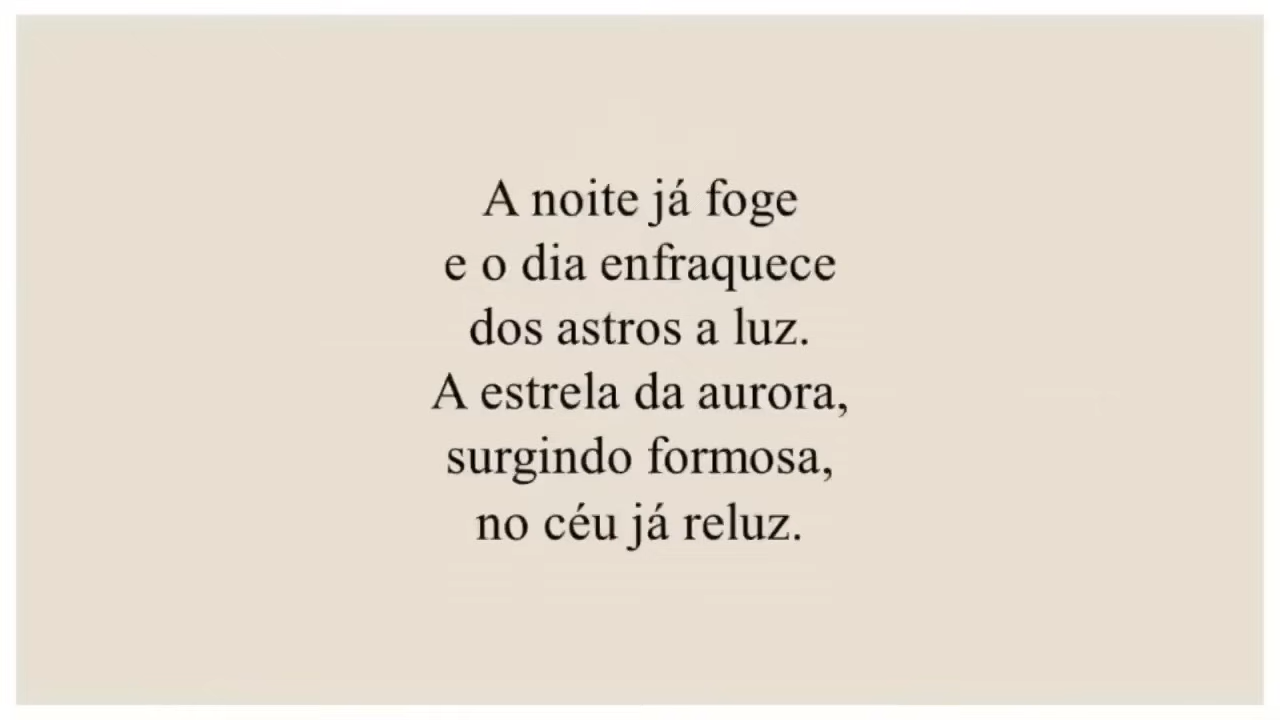 A noite já foge
e o dia enfraquece
dos astros a luz.
A estrela da aurora,
surgindo formosa,
no céu já reluz.